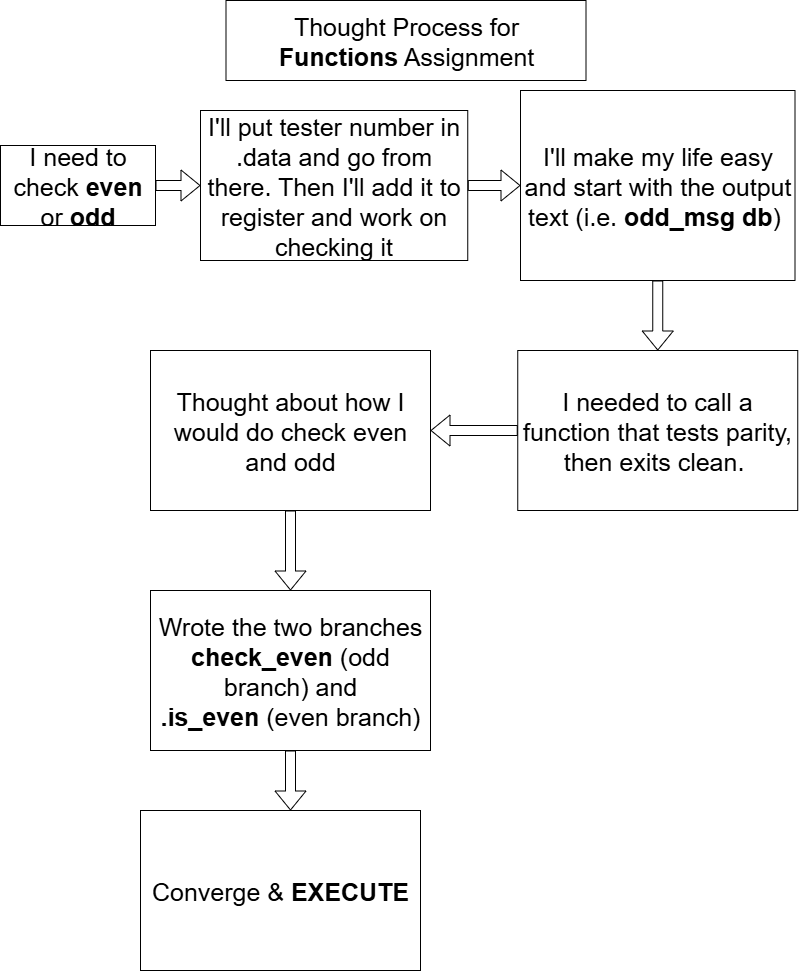 Thought Process for
Functions Assignment
I need to
check even
or odd
I'll put tester number in
.data and go from
there. Then I'll add it to
register and work on
checking it
I'll make my life easy
and start with the output
text (i.e. odd_msg db)
I needed to call a
function that tests parity,
then exits clean.
Thought about how I
would do check even
and odd
Wrote the two branches
check_even (odd
branch) and
.is_even (even branch)
Converge & EXECUTE